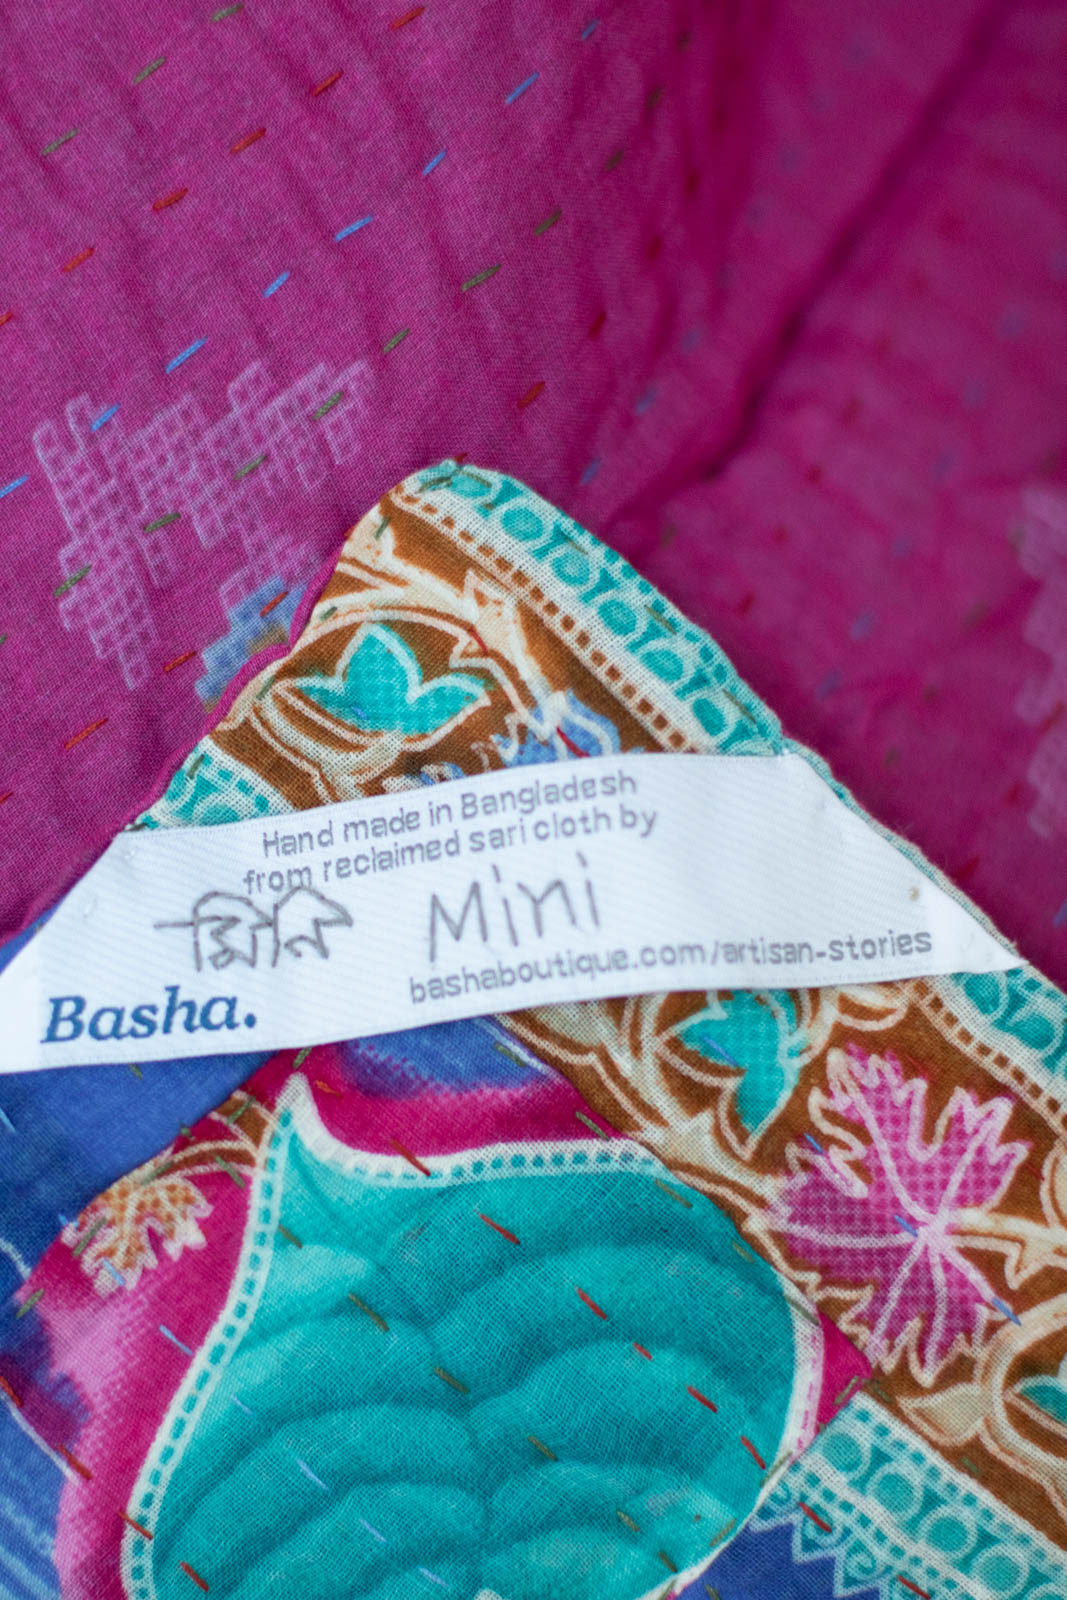 Hand made in Bangladesh
from reclaimed sari cloth by
মিনি Mini
bashaboutique.com/artisan-stories
Basha.